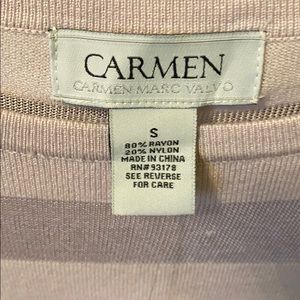 CARMEN
CARMEN MARC VALVO
S
80% RAYON
20% NYLON
MADE IN CHINA
RN# 93178
SEE REVERSE
FOR CARE